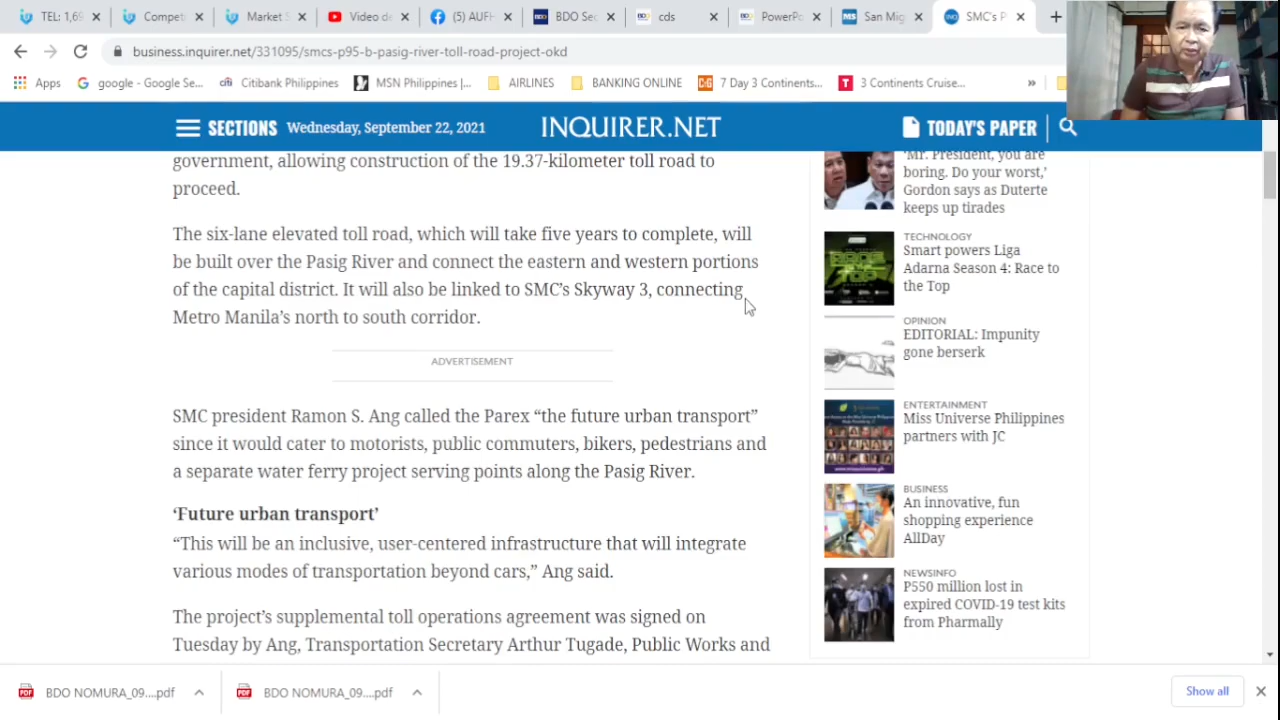 TEL: 1,69
Competi
Market S
Video de
(5) AUFH
BDO Sec
cds
PowerPo
San Mig
SMC's P
business.inquirer.net/331095/smcs-p95-b-pasig-river-toll-road-project-okd
Apps
google - Google Se...
Citibank Philippines
MSN Philippines |...
AIRLINES
BANKING ONLINE
7 Day 3 Continents...
3 Continents Cruise...
»
SECTIONS
Wednesday, September 22, 2021
INQUIRER.NET
TODAY'S PAPER
government, allowing construction of the 19.37-kilometer toll road to
proceed.
The six-lane elevated toll road, which will take five years to complete, will
be built over the Pasig River and connect the eastern and western portions
of the capital district. It will also be linked to SMC's Skyway 3, connecting
Metro Manila's north to south corridor.
ADVERTISEMENT
SMC president Ramon S. Ang called the Parex “the future urban transport”
since it would cater to motorists, public commuters, bikers, pedestrians and
a separate water ferry project serving points along the Pasig River.
‘Future urban transport’
“This will be an inclusive, user-centered infrastructure that will integrate
various modes of transportation beyond cars,” Ang said.
The project's supplemental toll operations agreement was signed on
Tuesday by Ang, Transportation Secretary Arthur Tugade, Public Works and
‘Mr. President, you are
boring. Do your worst,’
Gordon says as Duterte
keeps up tirades
TECHNOLOGY
Smart powers Liga
Adarna Season 4: Race to
the Top
OPINION
EDITORIAL: Impunity
gone berserk
ENTERTAINMENT
Miss Universe Philippines
partners with JC
BUSINESS
An innovative, fun
shopping experience
AllDay
NEWSINFO
P550 million lost in
expired COVID-19 test kits
from Pharmally
BDO NOMURA_09....pdf
BDO NOMURA_09....pdf
Show all